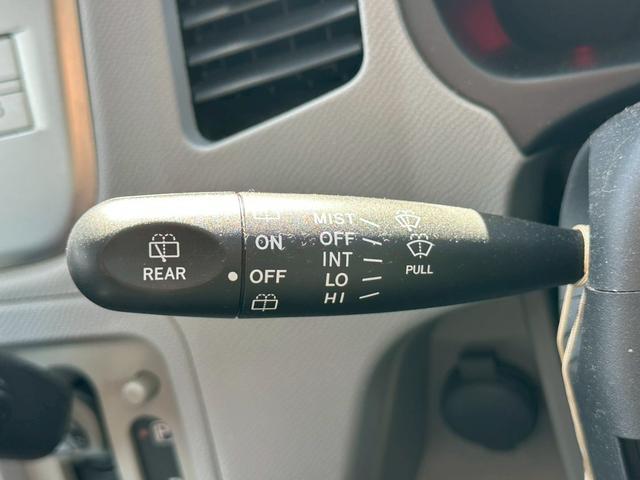 REAR
ON
OFF
MIST
OFF
INT
LO
HI
PULL